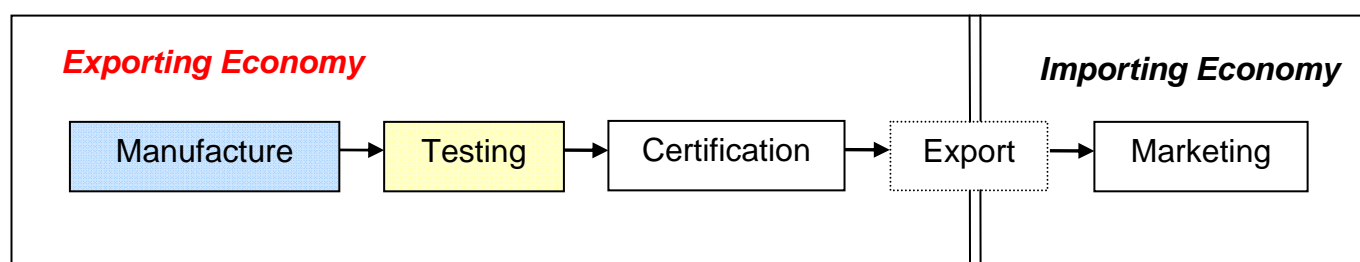 Exporting Economy
Importing Economy
Manufacture
Testing
Certification
Export
Marketing